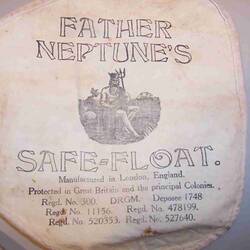 FATHER
NEPTUNE'S
SAFE=FLOAT.
Manufactured in London, England.
Protected in Great Britain and the principal Colonies.
Regd. No. 300. DRGM. Deposee 1748
Regd. No. 11156. Regd. No. 478199.
Regd. No. 520353. Regd. No. 527640.